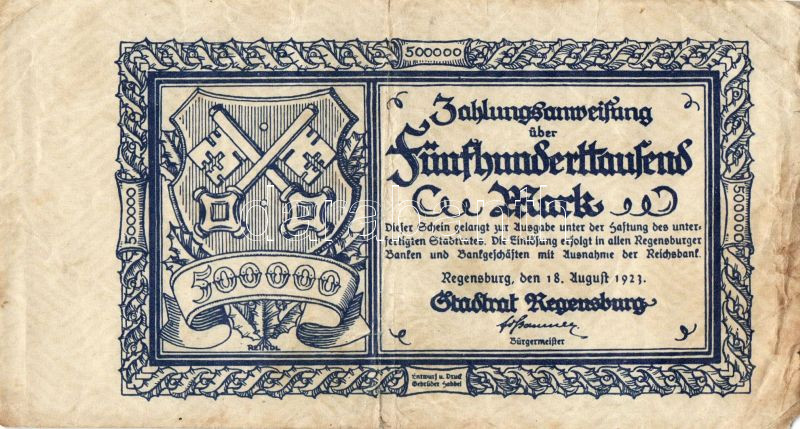 500000
Zahlungsanweisung
über
Fünfhunderttausend
Mark
Dieser Schein gelangt zur Ausgabe unter der Haftung des unter-
fertigten Stadtrates. Die Einlösung erfolgt in allen Regensburger
Banken und Bankgeschäften mit Ausnahme der Reichsbank.
Regensburg, den 18. August 1923.
Stadtrat Regensburg
Bürgermeister
500000
500000
500000
REINDL
Entwurf u. Druck
Gebrüder Habbel